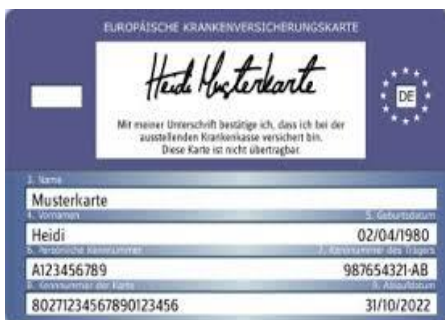 EUROPÄISCHE KRANKENVERSICHERUNGSKARTE
Heidi Musterkarte
DE
Mit meiner Unterschrift bestätige ich, dass ich bei der
ausstellenden Krankenkasse versichert bin.
Diese Karte ist nicht übertragbar.
3. Name
Musterkarte
4. Vornamen 5. Geburtsdatum
Heidi 02/04/1980
6. Persönliche Kennnummer 7. Kennnummer des Trägers
A123456789 987654321-AB
8. Kennnummer der Karte 9. Ablaufdatum
80271234567890123456 31/10/2022